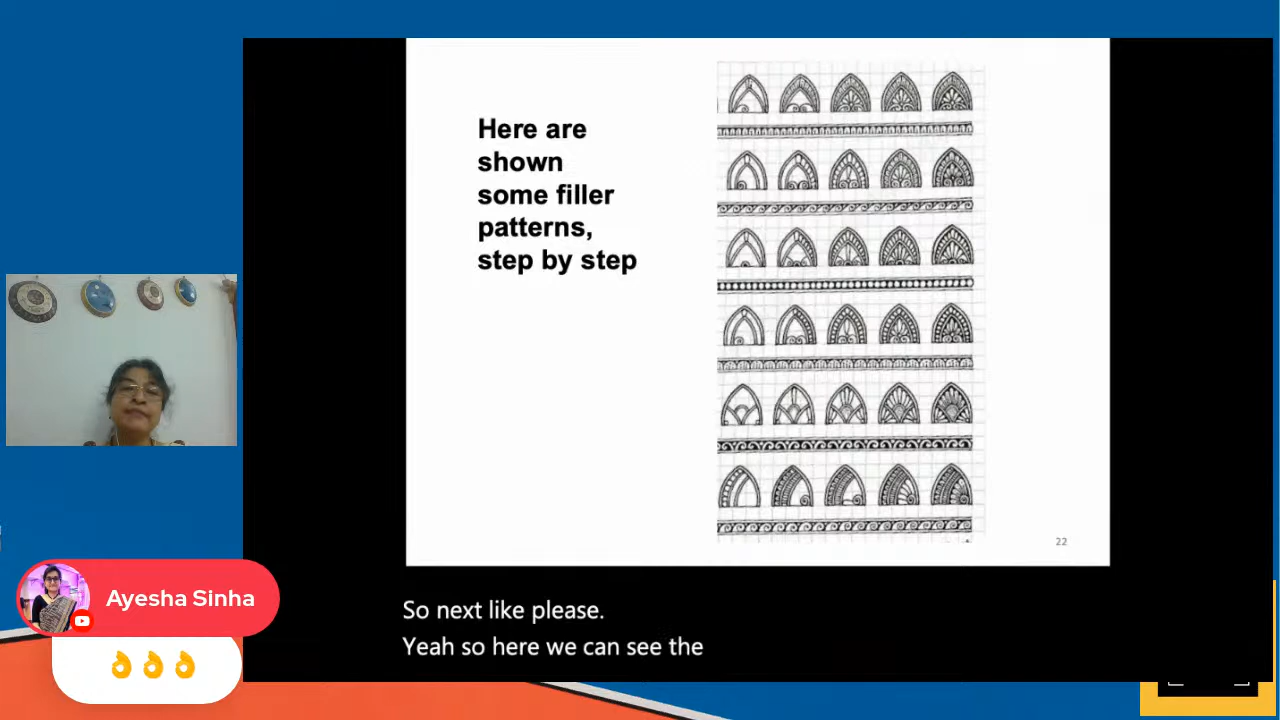 Here are
shown
some filler
patterns,
step by step
22
Ayesha Sinha
👌👌👌
So next like please.
Yeah so here we can see the